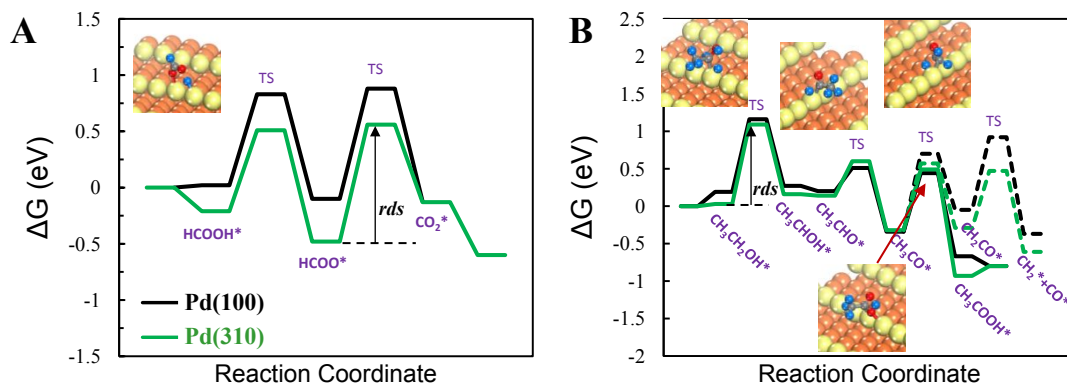 A
ΔG (eV)
1.5
1
0.5
0
-0.5
-1
-1.5
TS
TS
HCOOH*
HCOO*
rds
CO2*
Pd(100)
Pd(310)
Reaction Coordinate
B
ΔG (eV)
2.5
2
1.5
1
0.5
0
-0.5
-1
-1.5
-2
TS
TS
TS
TS
rds
CH3CH2OH*
CH3CHOH*
CH3CHO*
CH3CO*
CH2CO*
CH3COOH*
CH2*+CO*
Reaction Coordinate